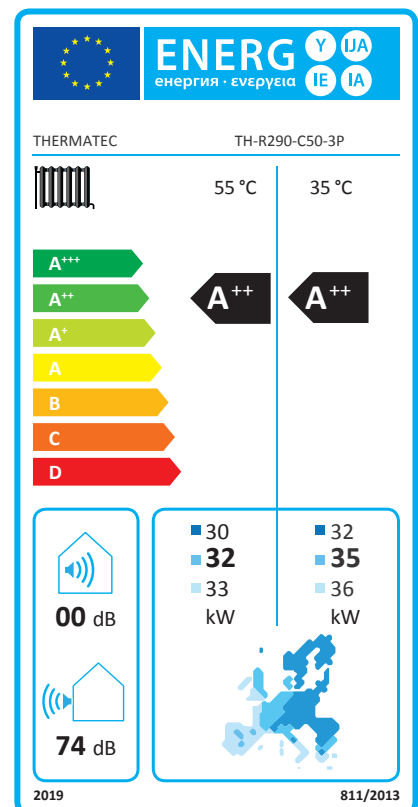 ENERG Y IJA
енергия · ενεργεια IE IA
THERMATEC TH-R290-C50-3P
55 °C 35 °C
A+++
A++ A++ A++
A+
A
B
C
D
30 32
32 35
33 36
kW kW
00 dB
74 dB
2019 811/2013